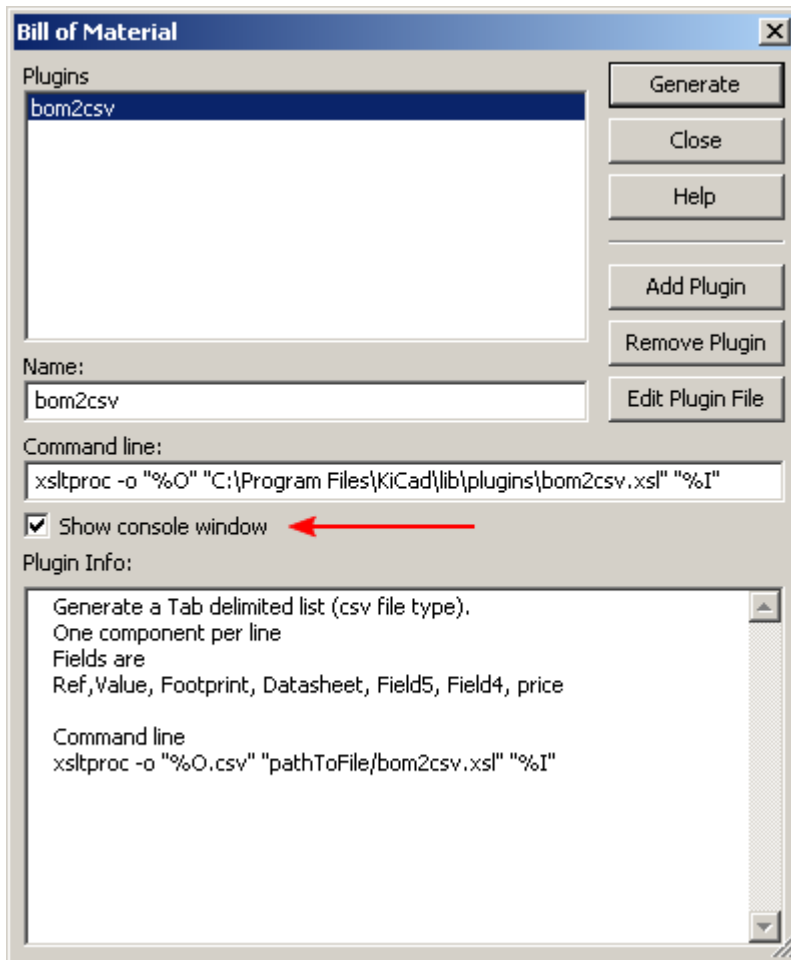 Bill of Material
Plugins
bom2csv
Generate
Close
Help
Add Plugin
Remove Plugin
Edit Plugin File
Name:
bom2csv
Command line:
xsltproc -o "%O" "C:\Program Files\KiCad\lib\plugins\bom2csv.xsl" "%I"
Show console window
Plugin Info:
Generate a Tab delimited list (csv file type).
One component per line
Fields are
Ref,Value, Footprint, Datasheet, Field5, Field4, price
Command line
xsltproc -o "%O.csv" "pathToFile/bom2csv.xsl" "%I"